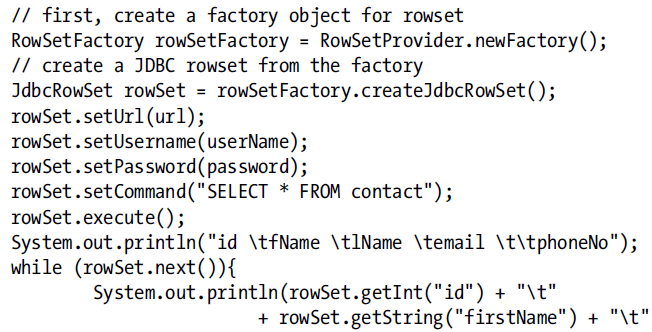 // first, create a factory object for rowset
RowSetFactory rowSetFactory = RowSetProvider.newFactory();
// create a JDBC rowset from the factory
JdbcRowSet rowSet = rowSetFactory.createJdbcRowSet();
rowSet.setUrl(url);
rowSet.setUsername(userName);
rowSet.setPassword(password);
rowSet.setCommand("SELECT * FROM contact");
rowSet.execute();
System.out.println("id \tfName \tlName \temail \t\tphoneNo");
while (rowSet.next()){
        System.out.println(rowSet.getInt("id") + "\t"
                        + rowSet.getString("firstName") + "\t"